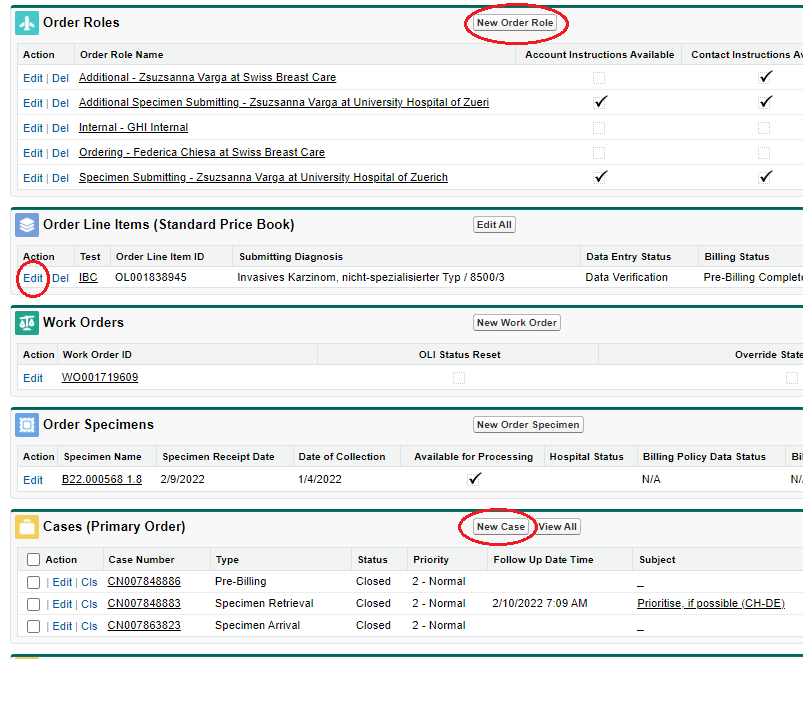 Order Roles New Order Role
Action Order Role Name Account Instructions Available Contact Instructions Av
Edit | Del Additional - Zsuzsanna Varga at Swiss Breast Care
Edit | Del Additional Specimen Submitting - Zsuzsanna Varga at University Hospital of Zueri
Edit | Del Internal - GHI Internal
Edit | Del Ordering - Federica Chiesa at Swiss Breast Care
Edit | Del Specimen Submitting - Zsuzsanna Varga at University Hospital of Zuerich
Order Line Items (Standard Price Book) Edit All
Action Test Order Line Item ID Submitting Diagnosis Data Entry Status Billing Status
Edit | Del IBC OL001838945 Invasives Karzinom, nicht-spezialisierter Typ / 8500/3 Data Verification Pre-Billing Complete
Work Orders New Work Order
Action Work Order ID OLI Status Reset Override State
Edit WO001719609
Order Specimens New Order Specimen
Action Specimen Name Specimen Receipt Date Date of Collection Available for Processing Hospital Status Billing Policy Data Status Bi
Edit B22.000568 1.8 2/9/2022 1/4/2022 N/A N/
Cases (Primary Order) New Case View All
Action Case Number Type Status Priority Follow Up Date Time Subject
| Edit | Cls CN007848886 Pre-Billing Closed 2 - Normal _
| Edit | Cls CN007848883 Specimen Retrieval Closed 2 - Normal 2/10/2022 7:09 AM Prioritise, if possible (CH-DE)
| Edit | Cls CN007863823 Specimen Arrival Closed 2 - Normal _